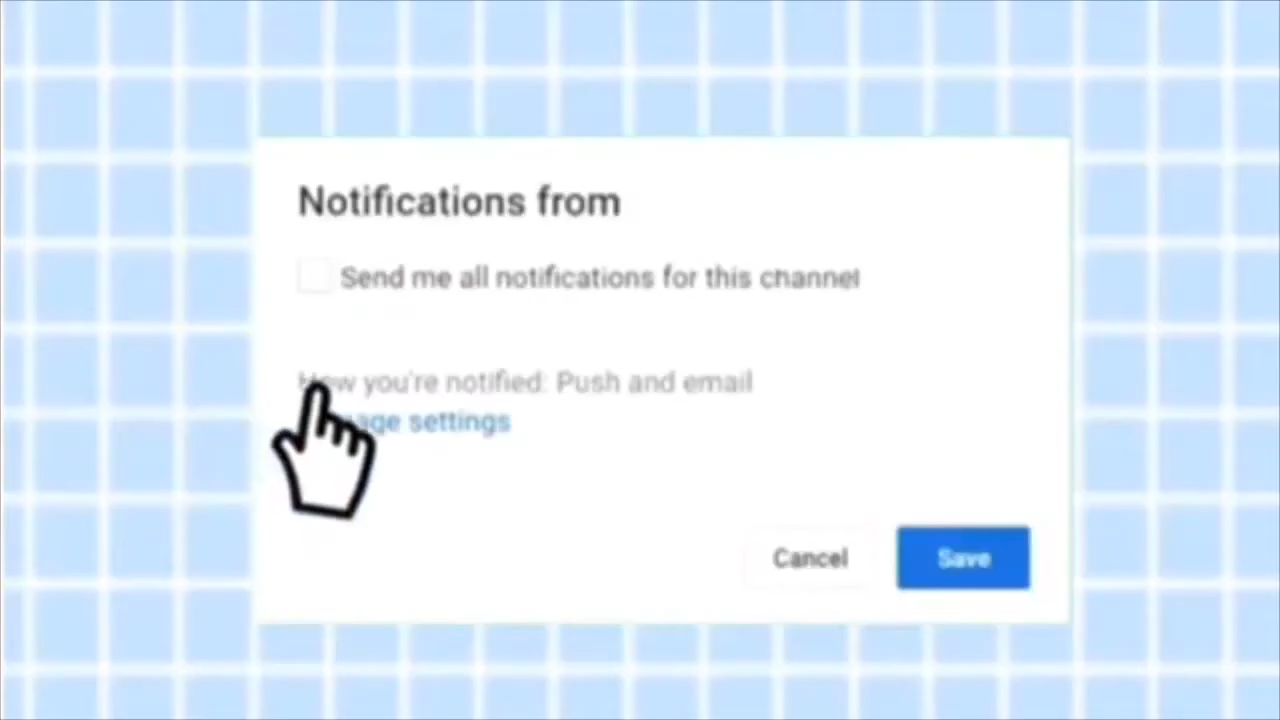 Notifications from
Send me all notifications for this channel
you're notified: Push and email
settings
Cancel
Save